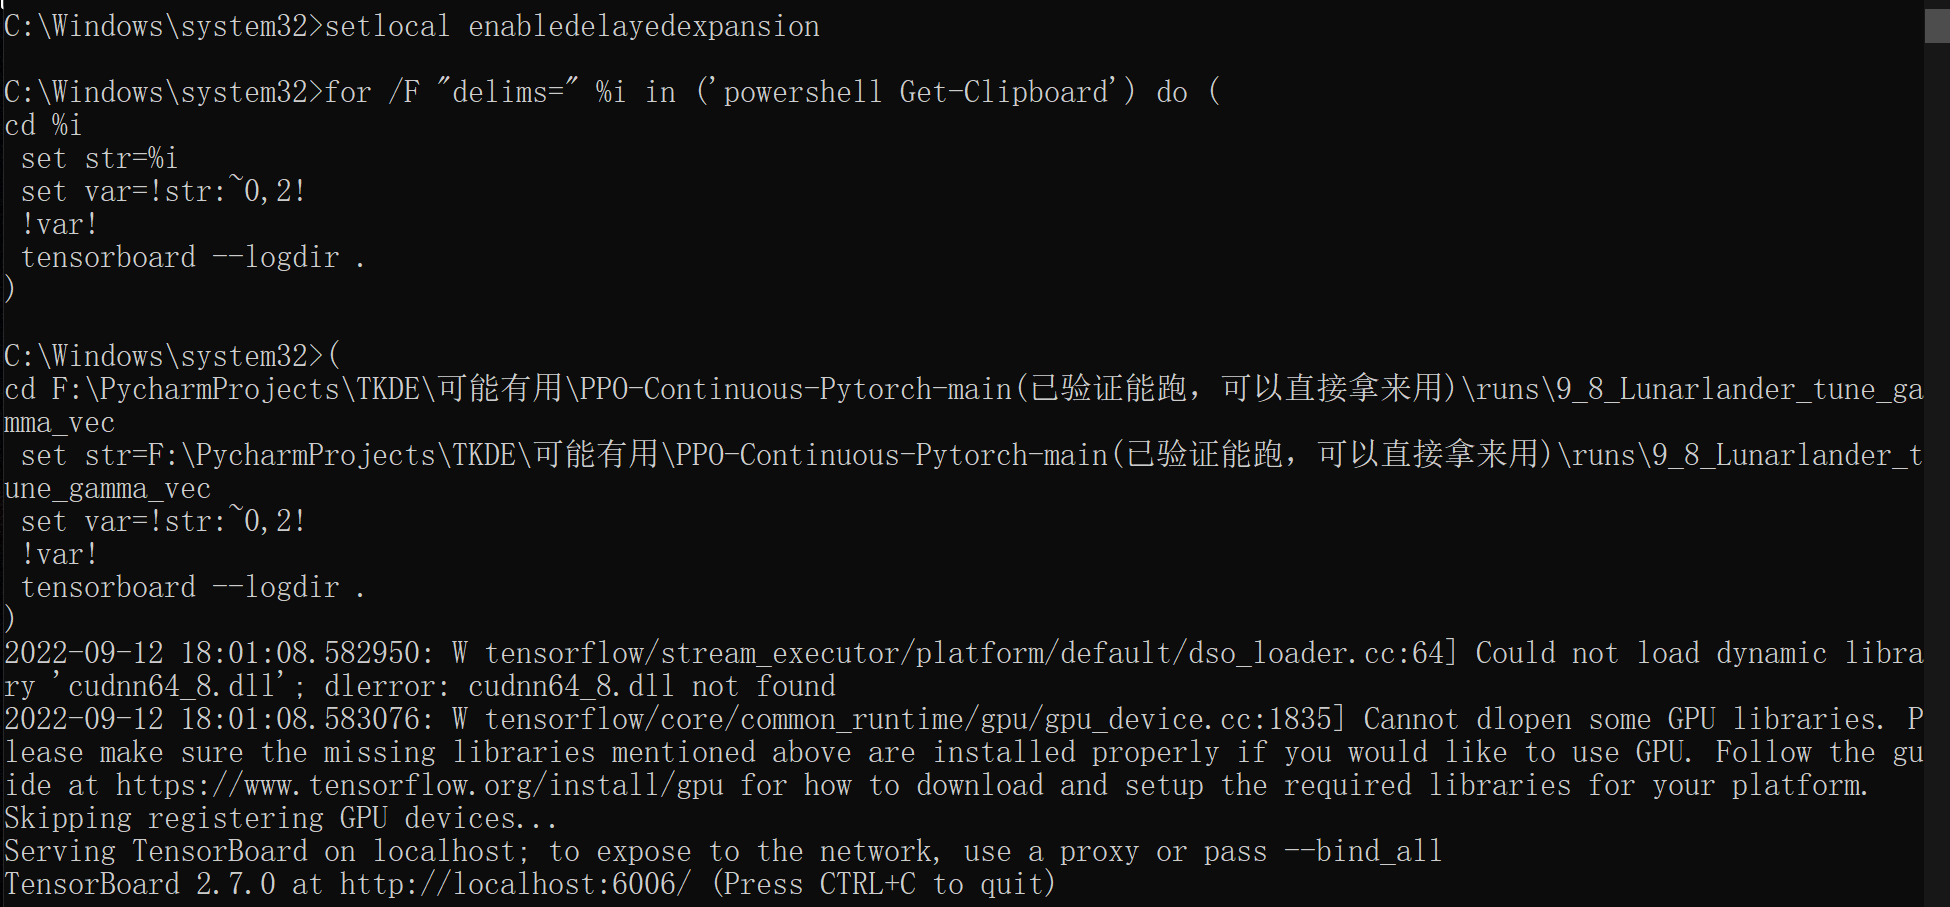 C:\Windows\system32>setlocal enabledelayedexpansion
C:\Windows\system32>for /F "delims=" %i in ('powershell Get-Clipboard') do (
cd %i
 set str=%i
 set var=!str:~0,2!
 !var!
 tensorboard --logdir .
)
C:\Windows\system32>(
cd F:\PycharmProjects\TKDE\可能有用\PPO-Continuous-Pytorch-main(已验证能跑，可以直接拿来用)\runs\9_8_Lunarlander_tune_ga
mma_vec
 set str=F:\PycharmProjects\TKDE\可能有用\PPO-Continuous-Pytorch-main(已验证能跑，可以直接拿来用)\runs\9_8_Lunarlander_t
une_gamma_vec
 set var=!str:~0,2!
 !var!
 tensorboard --logdir .
)
2022-09-12 18:01:08.582950: W tensorflow/stream_executor/platform/default/dso_loader.cc:64] Could not load dynamic libra
ry 'cudnn64_8.dll'; dlerror: cudnn64_8.dll not found
2022-09-12 18:01:08.583076: W tensorflow/core/common_runtime/gpu/gpu_device.cc:1835] Cannot dlopen some GPU libraries. P
lease make sure the missing libraries mentioned above are installed properly if you would like to use GPU. Follow the gu
ide at https://www.tensorflow.org/install/gpu for how to download and setup the required libraries for your platform.
Skipping registering GPU devices...
Serving TensorBoard on localhost; to expose to the network, use a proxy or pass --bind_all
TensorBoard 2.7.0 at http://localhost:6006/ (Press CTRL+C to quit)